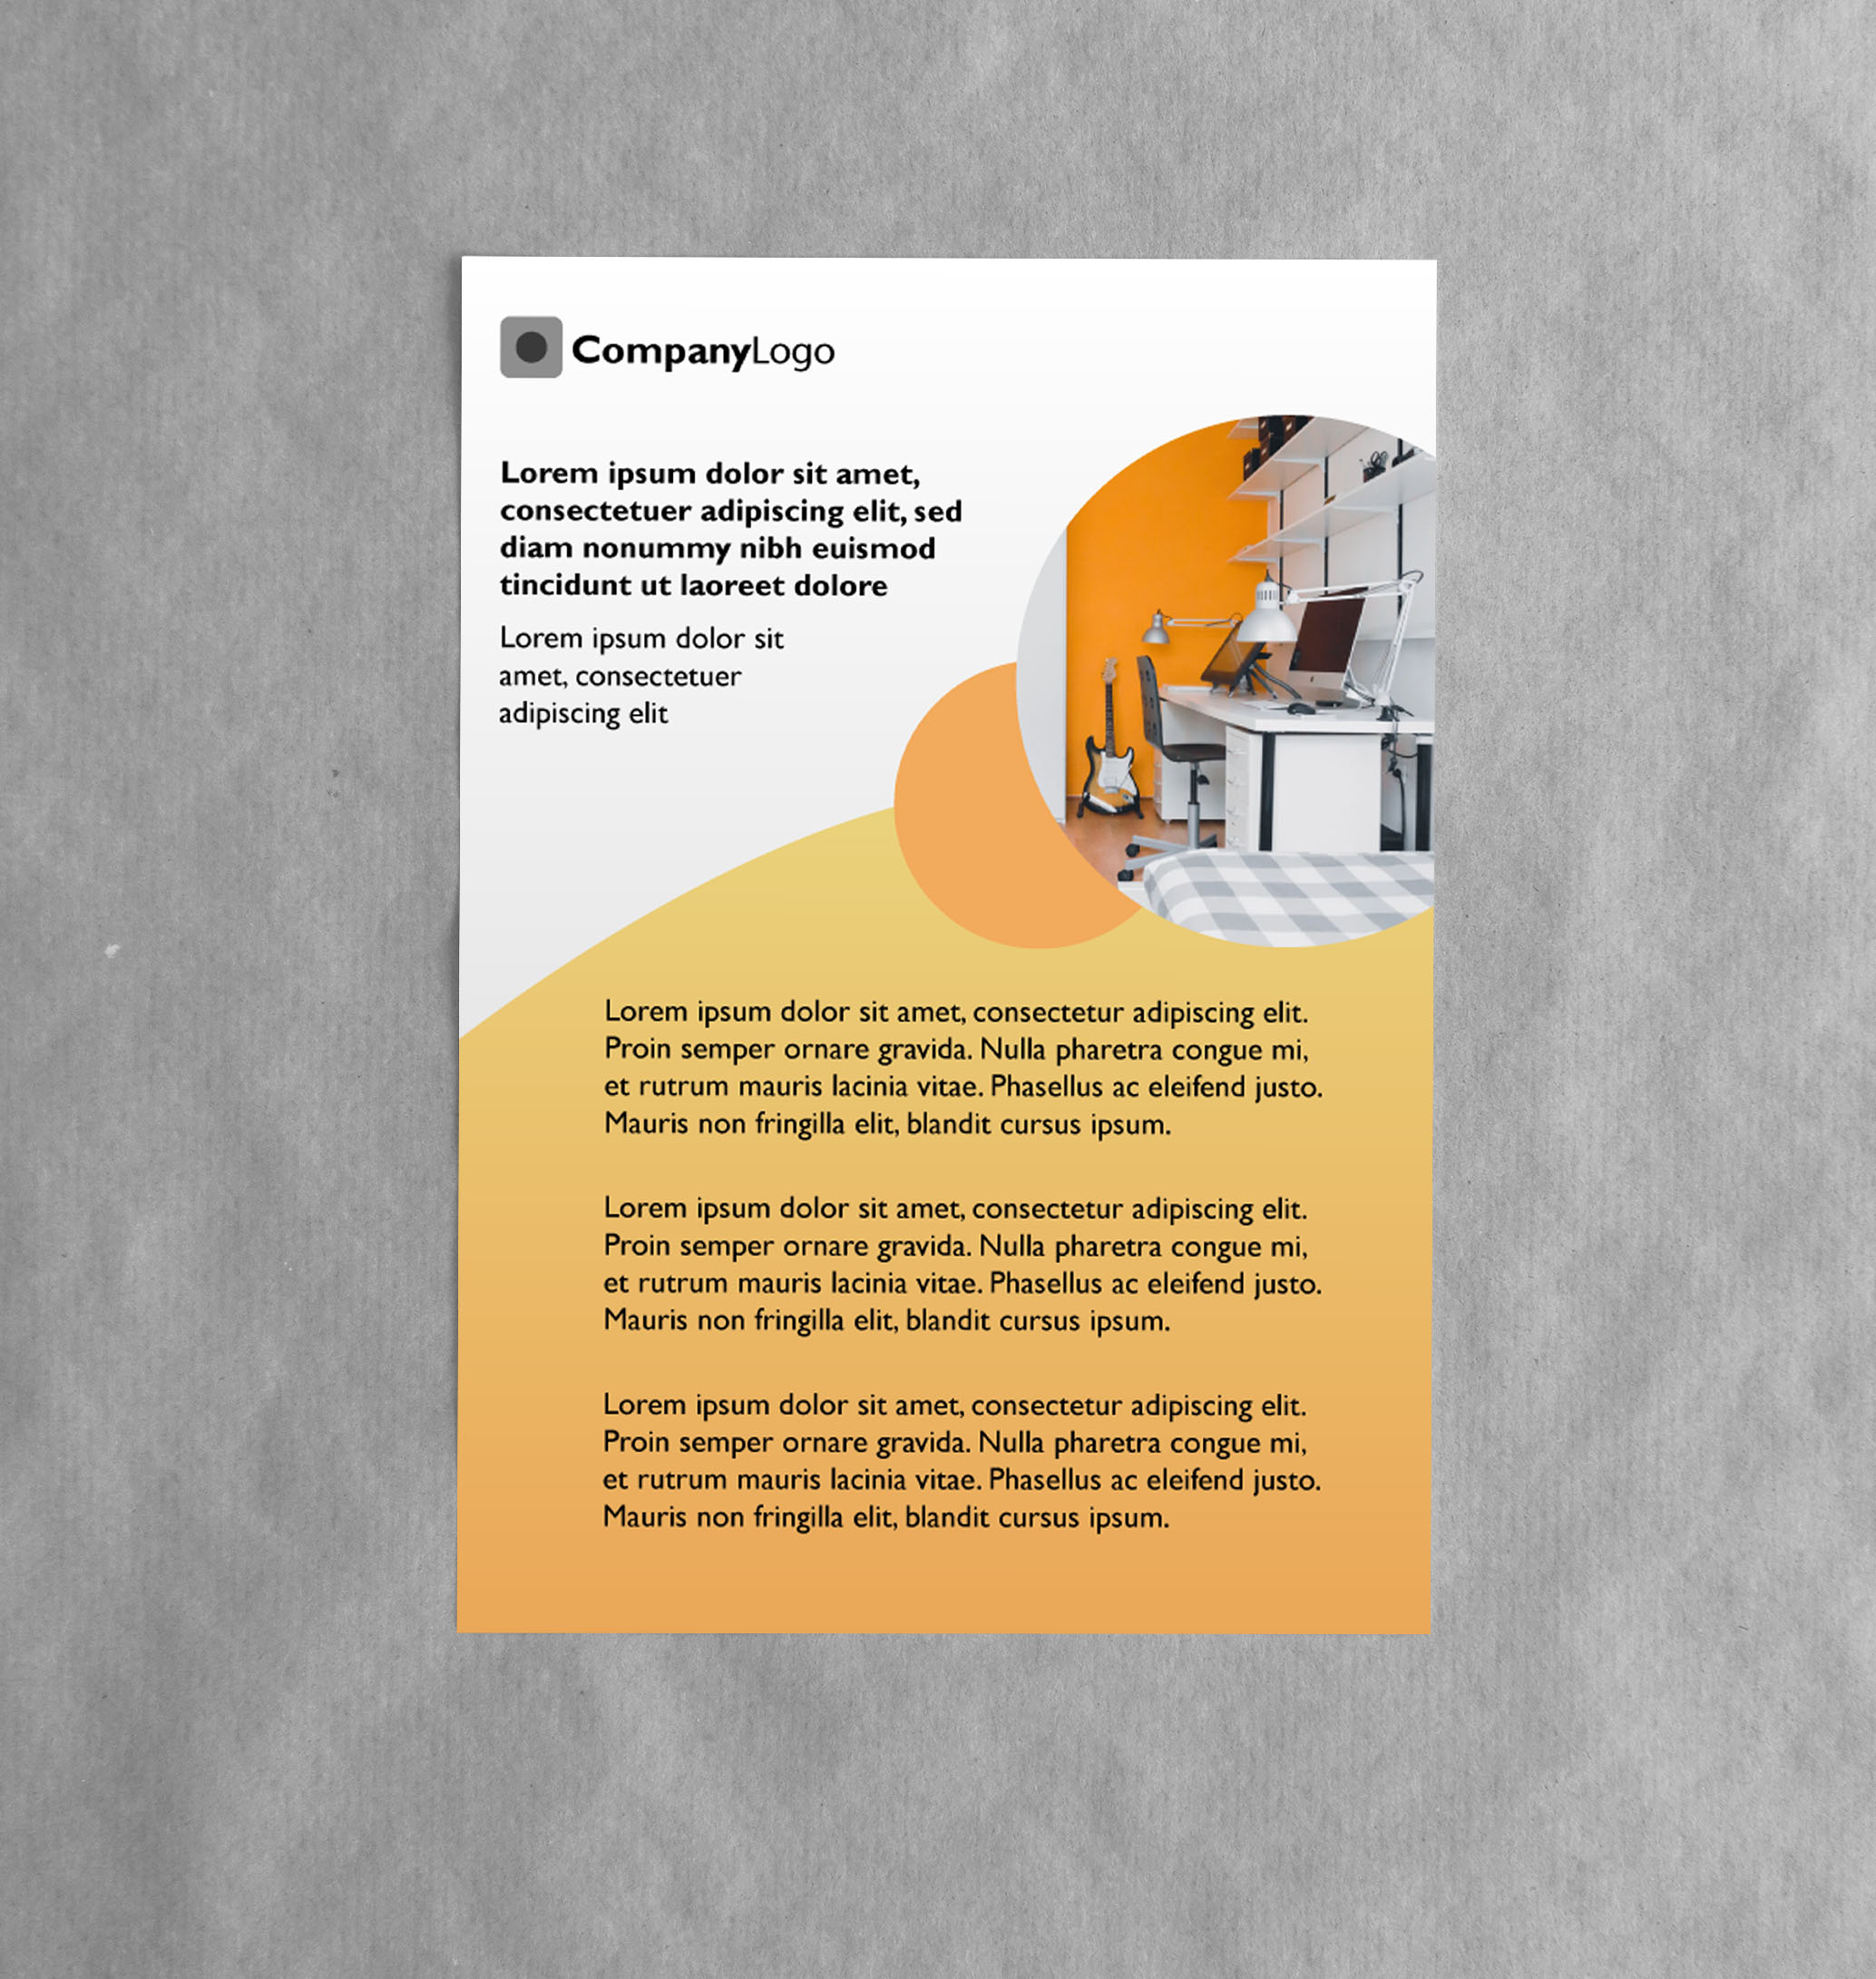 CompanyLogo
Lorem ipsum dolor sit amet,
consectetuer adipiscing elit, sed
diam nonummy nibh euismod
tincidunt ut laoreet dolore
Lorem ipsum dolor sit
amet, consectetuer
adipiscing elit
Lorem ipsum dolor sit amet, consectetur adipiscing elit.
Proin semper ornare gravida. Nulla pharetra congue mi,
et rutrum mauris lacinia vitae. Phasellus ac eleifend justo.
Mauris non fringilla elit, blandit cursus ipsum.
Lorem ipsum dolor sit amet, consectetur adipiscing elit.
Proin semper ornare gravida. Nulla pharetra congue mi,
et rutrum mauris lacinia vitae. Phasellus ac eleifend justo.
Mauris non fringilla elit, blandit cursus ipsum.
Lorem ipsum dolor sit amet, consectetur adipiscing elit.
Proin semper ornare gravida. Nulla pharetra congue mi,
et rutrum mauris lacinia vitae. Phasellus ac eleifend justo.
Mauris non fringilla elit, blandit cursus ipsum.